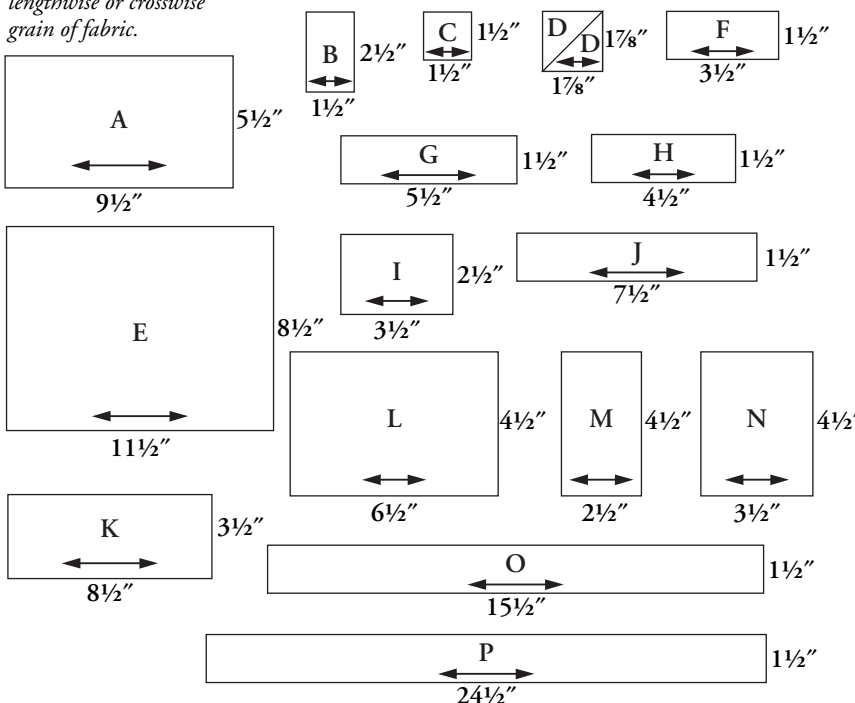 lengthwise or crosswise
grain of fabric.
A
5½″
9½″
B
2½″
1½″
C
1½″
1½″
D
D
1⅞″
1⅞″
F
1½″
3½″
G
1½″
5½″
H
1½″
4½″
E
8½″
11½″
I
2½″
3½″
J
1½″
7½″
L
4½″
6½″
M
4½″
2½″
N
4½″
3½″
K
3½″
8½″
O
1½″
15½″
P
1½″
24½″